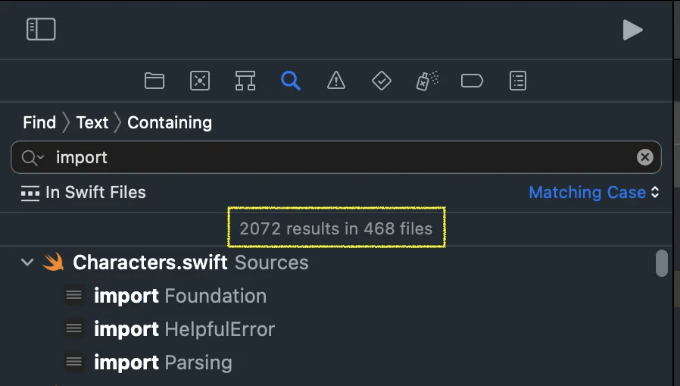 Find 〉 Text 〉 Containing
import
In Swift Files Matching Case
2072 results in 468 files
Characters.swift Sources
import Foundation
import HelpfulError
import Parsing